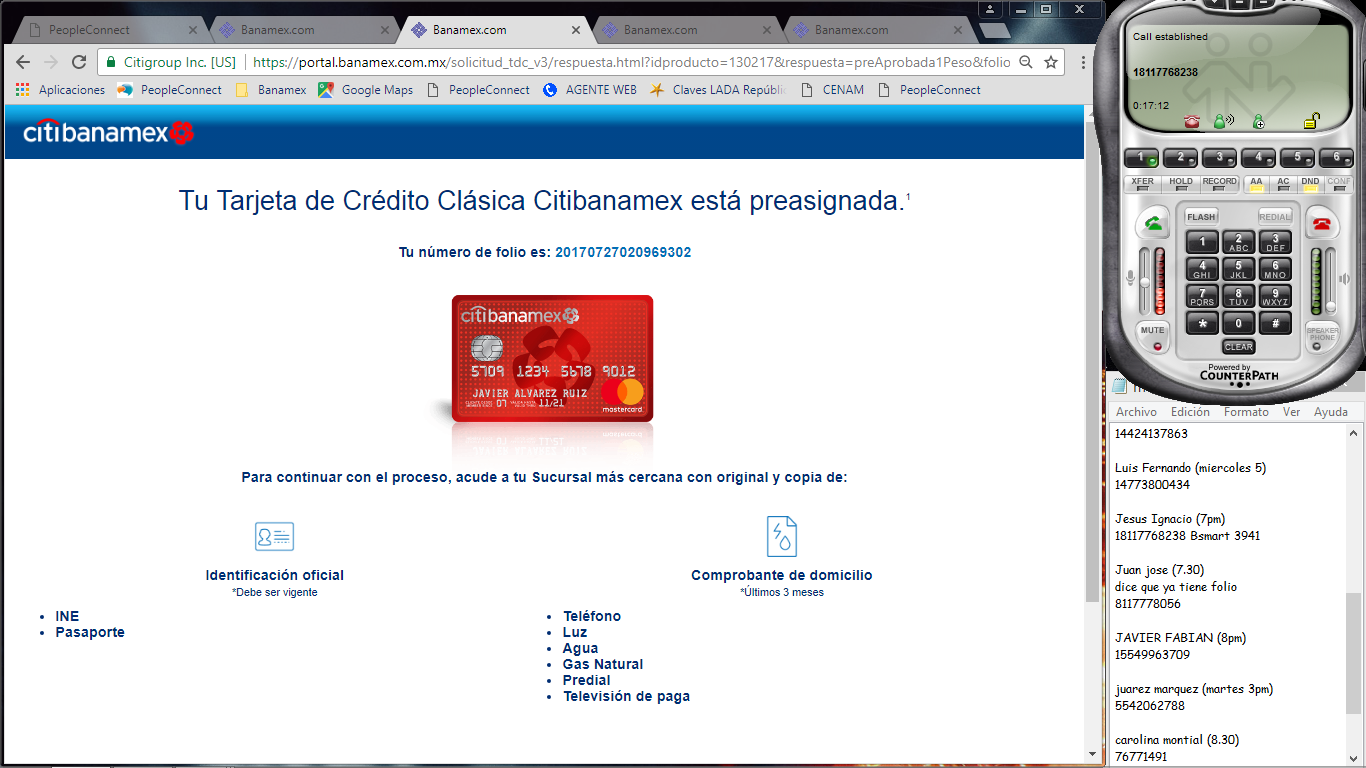 PeopleConnect
Banamex.com
Banamex.com
Banamex.com
Banamex.com
Citigroup Inc. [US]
https://portal.banamex.com.mx/solicitud_tdc_v3/respuesta.html?idproducto=130217&respuesta=preAprobada1Peso&folio
Aplicaciones
PeopleConnect
Banamex
Google Maps
PeopleConnect
AGENTE WEB
Claves LADA Repúblic
CENAM
PeopleConnect
citibanamex
Tu Tarjeta de Crédito Clásica Citibanamex está preasignada.1
Tu número de folio es: 20170727020969302
citibanamex
5709 1234 5678 9012
JAVIER ALVAREZ RUIZ
07
11/21
mastercard.
Para continuar con el proceso, acude a tu Sucursal más cercana con original y copia de:
Identificación oficial
*Debe ser vigente
• INE
• Pasaporte
Comprobante de domicilio
*Últimos 3 meses
• Teléfono
• Luz
• Agua
• Gas Natural
• Predial
• Televisión de paga
Call established
18117768238
0:17:12
1 2 3 4 5 6
XFER HOLD RECORD AA AC DND CONF
FLASH REDIAL
1 2 ABC 3 DEF
4 GHI 5 JKL 6 MNO
7 PQRS 8 TUV 9 WXYZ
* 0 #
MUTE
SPEAKER PHONE
CLEAR
Powered by
COUNTERPATH
Archivo Edición Formato Ver Ayuda
14424137863
Luis Fernando (miercoles 5)
14773800434
Jesus Ignacio (7pm)
18117768238 Bsmart 3941
Juan jose (7.30)
dice que ya tiene folio
8117778056
JAVIER FABIAN (8pm)
15549963709
juarez marquez (martes 3pm)
5542062788
carolina montial (8.30)
76771491